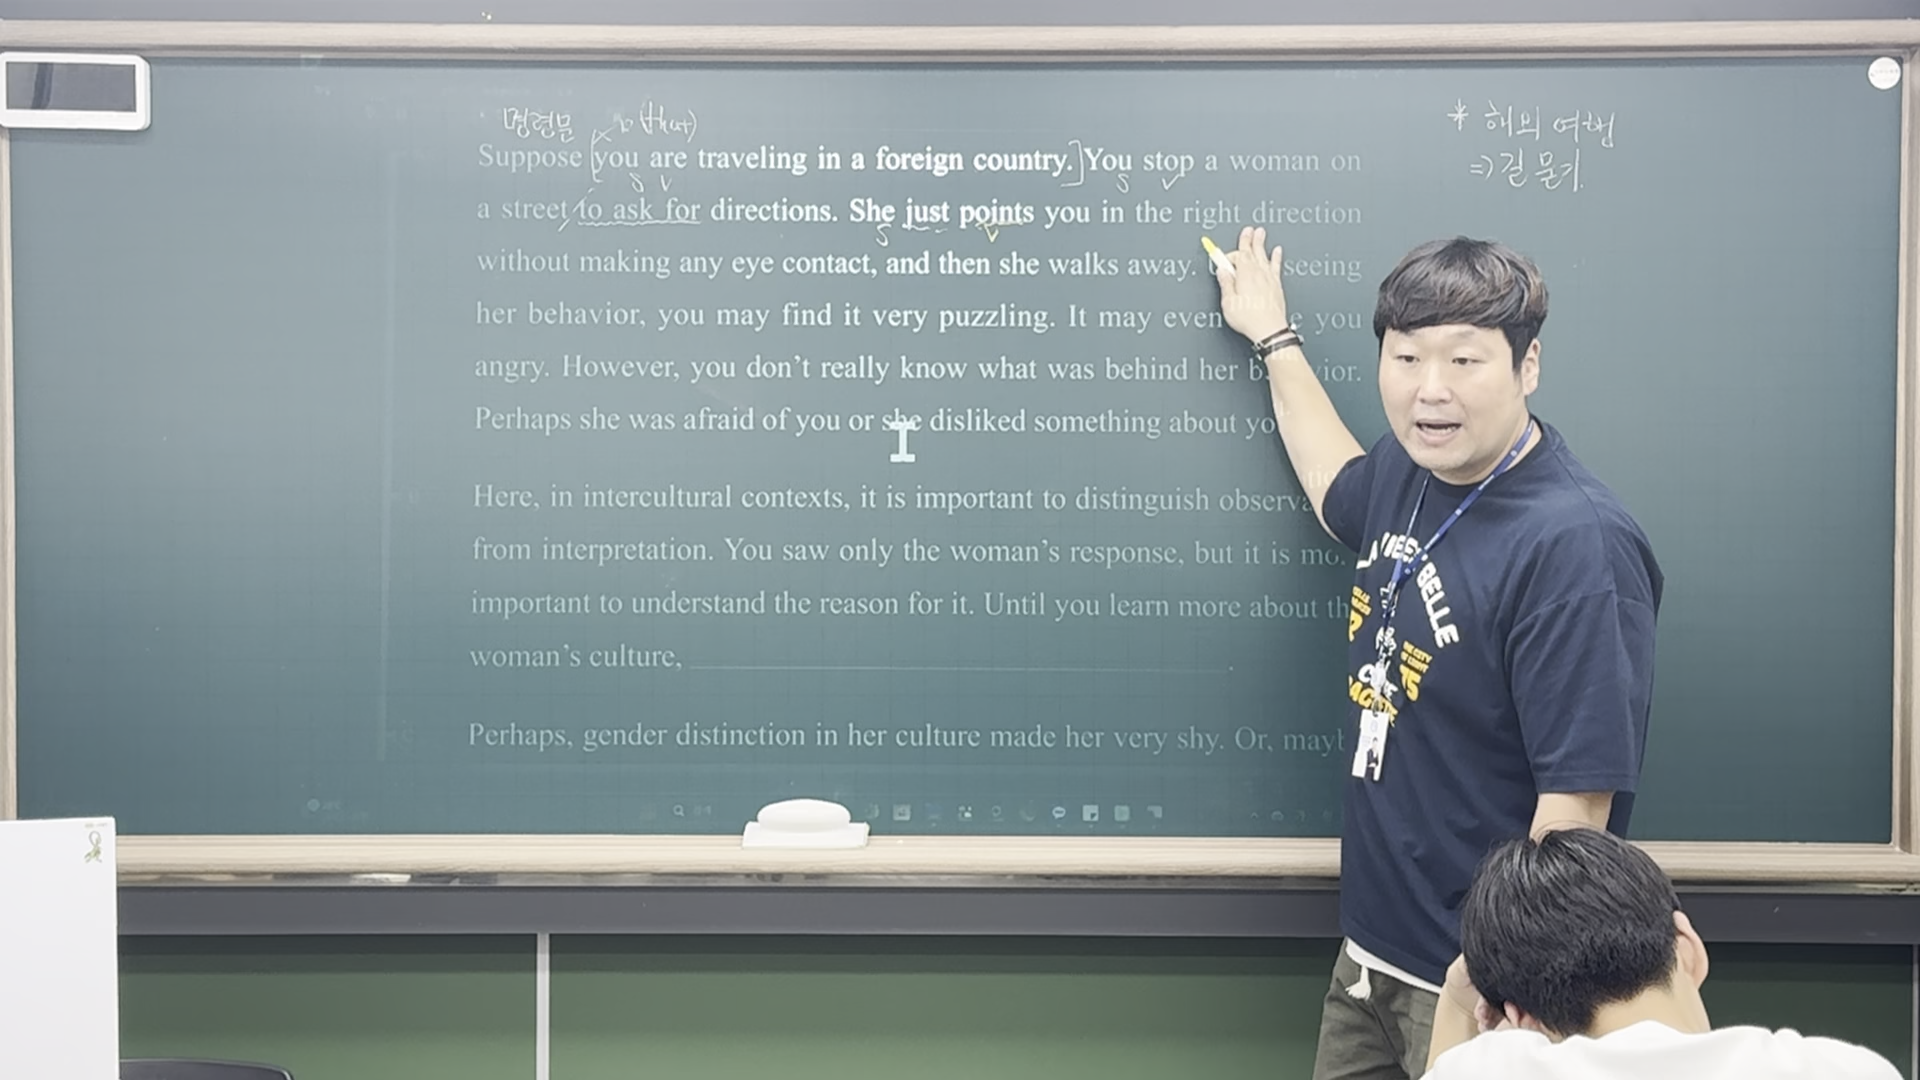 명령문 (that)
* 해외 여행
⇒ 길 묻기.
Suppose [you are traveling in a foreign country.] You stop a woman on
S V S V
a street / to ask for directions. She just points you in the right direction
S V
without making any eye contact, and then she walks away. seeing
her behavior, you may find it very puzzling. It may even you
angry. However, you don't really know what was behind her
Perhaps she was afraid of you or she disliked something about
Here, in intercultural contexts, it is important to distinguish
from interpretation. You saw only the woman's response, but it is
important to understand the reason for it. Until you learn more about
woman's culture, ____________________.
Perhaps, gender distinction in her culture made her very shy. Or,
BELLE